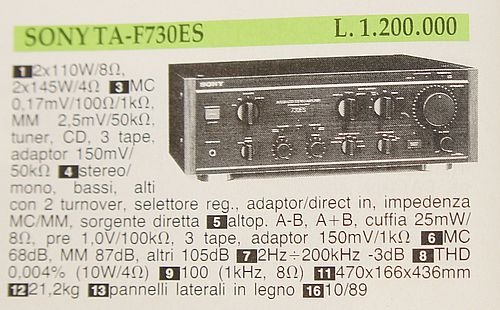 SONY TA-F730ES L. 1.200.000
1 2x110W/8Ω,
2x145W/4Ω 3 MC
0,17mV/100Ω/1kΩ,
MM 2,5mV/50kΩ,
tuner, CD, 3 tape,
adaptor 150mV/
50kΩ 4 stereo/
mono, bassi, alti
con 2 turnover, selettore reg., adaptor/direct in, impedenza
MC/MM, sorgente diretta 5 altop. A-B, A+B, cuffia 25mW/
8Ω, pre 1,0V/100kΩ, 3 tape, adaptor 150mV/1kΩ 6 MC
68dB, MM 87dB, altri 105dB 7 2Hz÷200kHz -3dB 8 THD
0,004% (10W/4Ω) 9 100 (1kHz, 8Ω) 11 470x166x436mm
12 21,2kg 13 pannelli laterali in legno 16 10/89
SONY
730ES